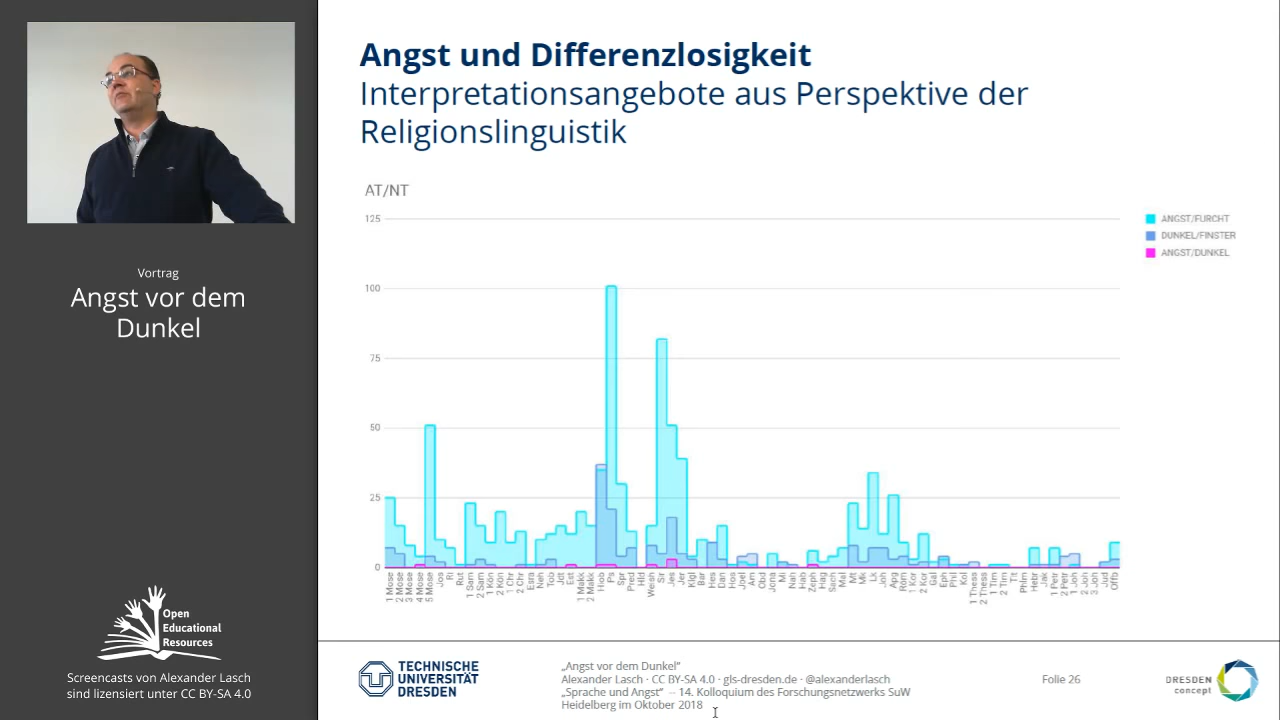 Vortrag
Angst vor dem
Dunkel
Open
Educational
Resources
Screencasts von Alexander Lasch
sind lizensiert unter CC BY-SA 4.0
Angst und Differenzlosigkeit
Interpretationsangebote aus Perspektive der
Religionslinguistik
AT/NT
125
100
75
50
25
0
ANGST/FURCHT
DUNKEL/FINSTER
ANGST/DUNKEL
1 Mose
2 Mose
3 Mose
4 Mose
5 Mose
Jos
Ri
Rut
1 Sam
2 Sam
1 Kön
2 Kön
1 Chr
2 Chr
Esra
Neh
Tob
Jdt
Est
1 Makk
2 Makk
Hiob
Ps
Spr
Pred
Hld
Weish
Sir
Jes
Jer
Klgl
Bar
Hes
Dan
Hos
Joel
Am
Obd
Jona
Mi
Nah
Hab
Zeph
Hag
Sach
Mal
Mt
Mk
Lk
Joh
Apg
Röm
1 Kor
2 Kor
Gal
Eph
Phil
Kol
1 Thess
2 Thess
1 Tim
2 Tim
Tit
Phlm
Hebr
Jak
1 Petr
2 Petr
1 Joh
2 Joh
3 Joh
Jud
Offb
TECHNISCHE
UNIVERSITÄT
DRESDEN
„Angst vor dem Dunkel“
Alexander Lasch · CC BY-SA 4.0 · gls-dresden.de · @alexanderlasch
„Sprache und Angst“ – 14. Kolloquium des Forschungsnetzwerks SuW
Heidelberg im Oktober 2018
Folie 26
DRESDEN
concept